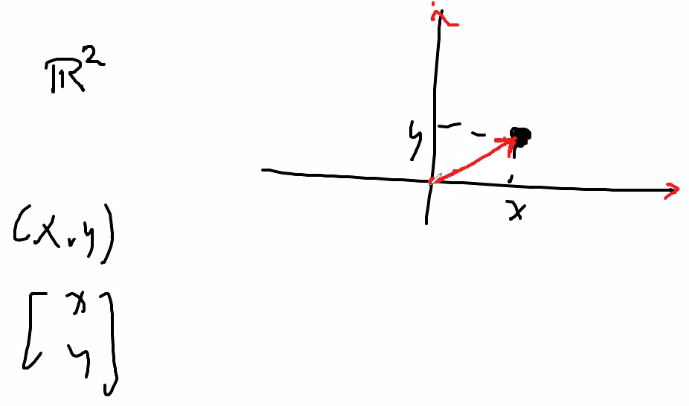 ℝ²
y
x
(x, y)
[x
y]